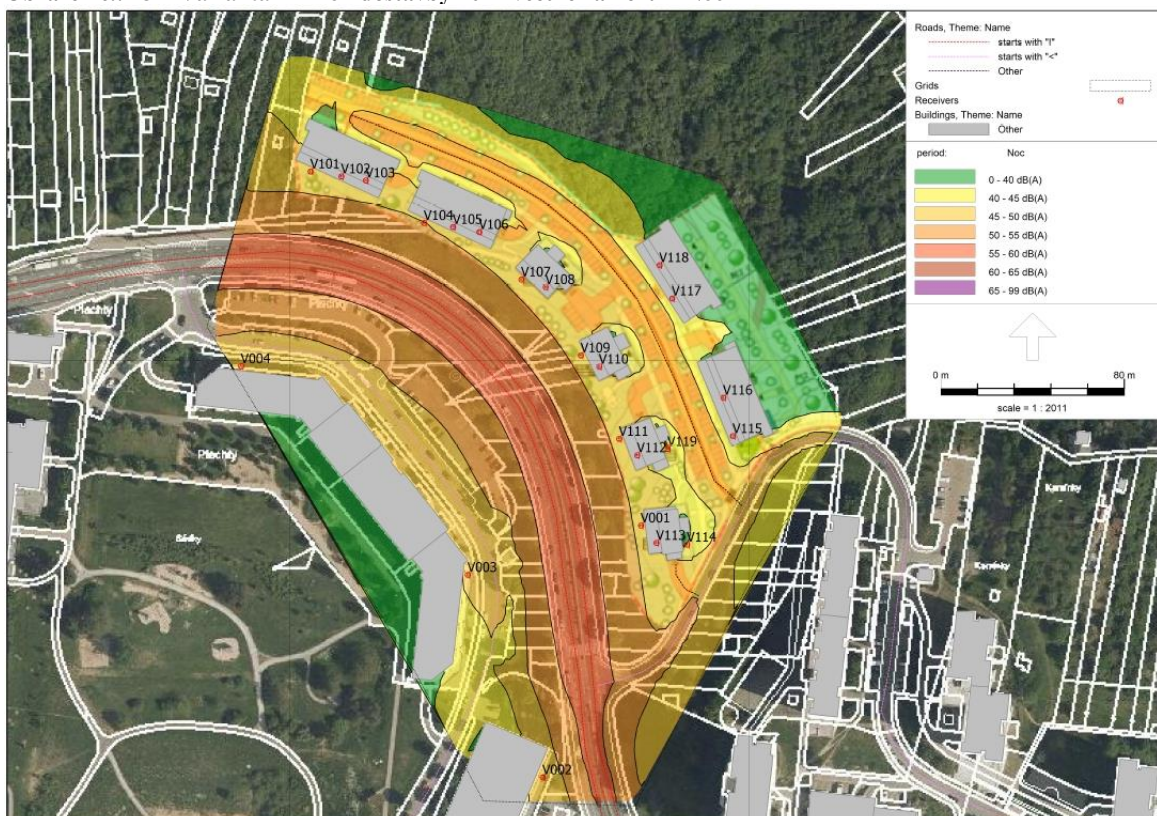 Roads, Theme: Name
starts with "I"
starts with "<"
Other
Grids
Receivers
Buildings, Theme: Name
Other
period: Noc
0 - 40 dB(A)
40 - 45 dB(A)
45 - 50 dB(A)
50 - 55 dB(A)
55 - 60 dB(A)
60 - 65 dB(A)
65 - 99 dB(A)
0 m 80 m
scale = 1 : 2011
V101 V102 V103
V104 V105 V106
V107 V108
V118
V117
V109
V110
V116
V115
V111
V112
V119
V001
V113 V114
V004
V003
V002
Plachty
Plachty
Plachty
Kamínky
Kamínky